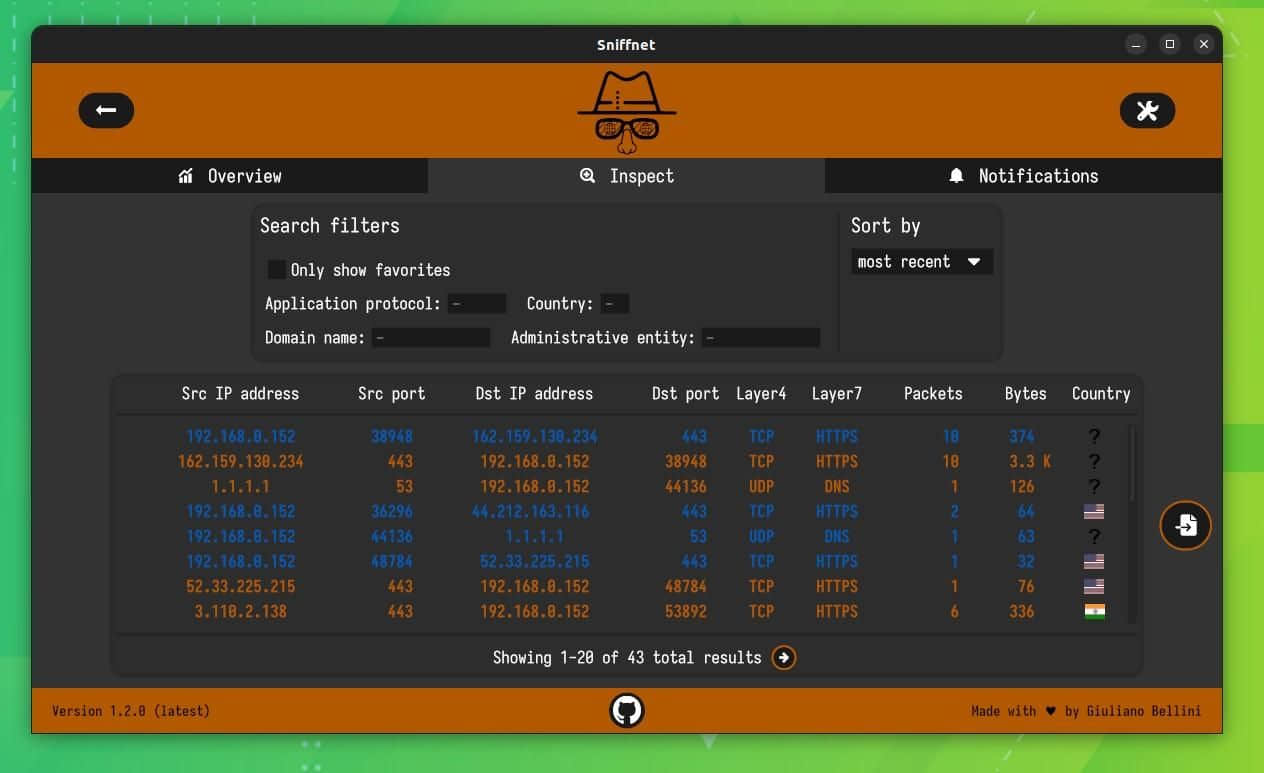 Sniffnet
Overview Inspect Notifications
Search filters Sort by
Only show favorites most recent
Application protocol: – Country: –
Domain name: – Administrative entity: –
Src IP address Src port Dst IP address Dst port Layer4 Layer7 Packets Bytes Country
192.168.0.152 38948 162.159.130.234 443 TCP HTTPS 10 374 ?
162.159.130.234 443 192.168.0.152 38948 TCP HTTPS 10 3.3 K ?
1.1.1.1 53 192.168.0.152 44136 UDP DNS 1 126 ?
192.168.0.152 36296 44.212.163.116 443 TCP HTTPS 2 64
192.168.0.152 44136 1.1.1.1 53 UDP DNS 1 63 ?
192.168.0.152 48784 52.33.225.215 443 TCP HTTPS 1 32
52.33.225.215 443 192.168.0.152 48784 TCP HTTPS 1 76
3.110.2.138 443 192.168.0.152 53892 TCP HTTPS 6 336
Showing 1-20 of 43 total results
Version 1.2.0 (latest) Made with ♥ by Giuliano Bellini